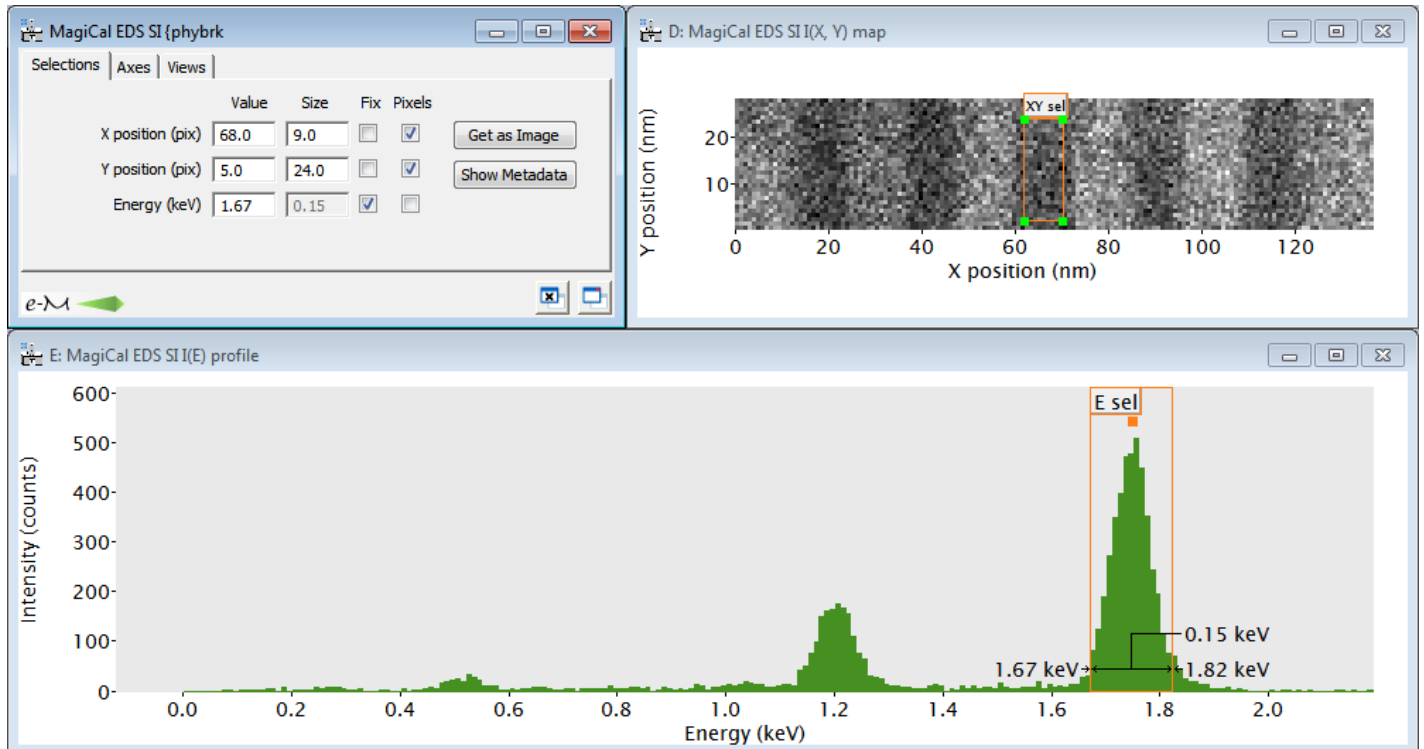 MagiCal EDS SI {phybrk
Selections Axes Views
Value Size Fix Pixels
X position (pix) 68.0 9.0 Get as Image
Y position (pix) 5.0 24.0 Show Metadata
Energy (keV) 1.67 0.15
e-M
D: MagiCal EDS SI I(X, Y) map
XY sel
Y position (nm)
20
10
0 20 40 60 80 100 120
X position (nm)
E: MagiCal EDS SI I(E) profile
Intensity (counts)
600
500
400
300
200
100
0
E sel
0.15 keV
1.67 keV 1.82 keV
0.0 0.2 0.4 0.6 0.8 1.0 1.2 1.4 1.6 1.8 2.0
Energy (keV)